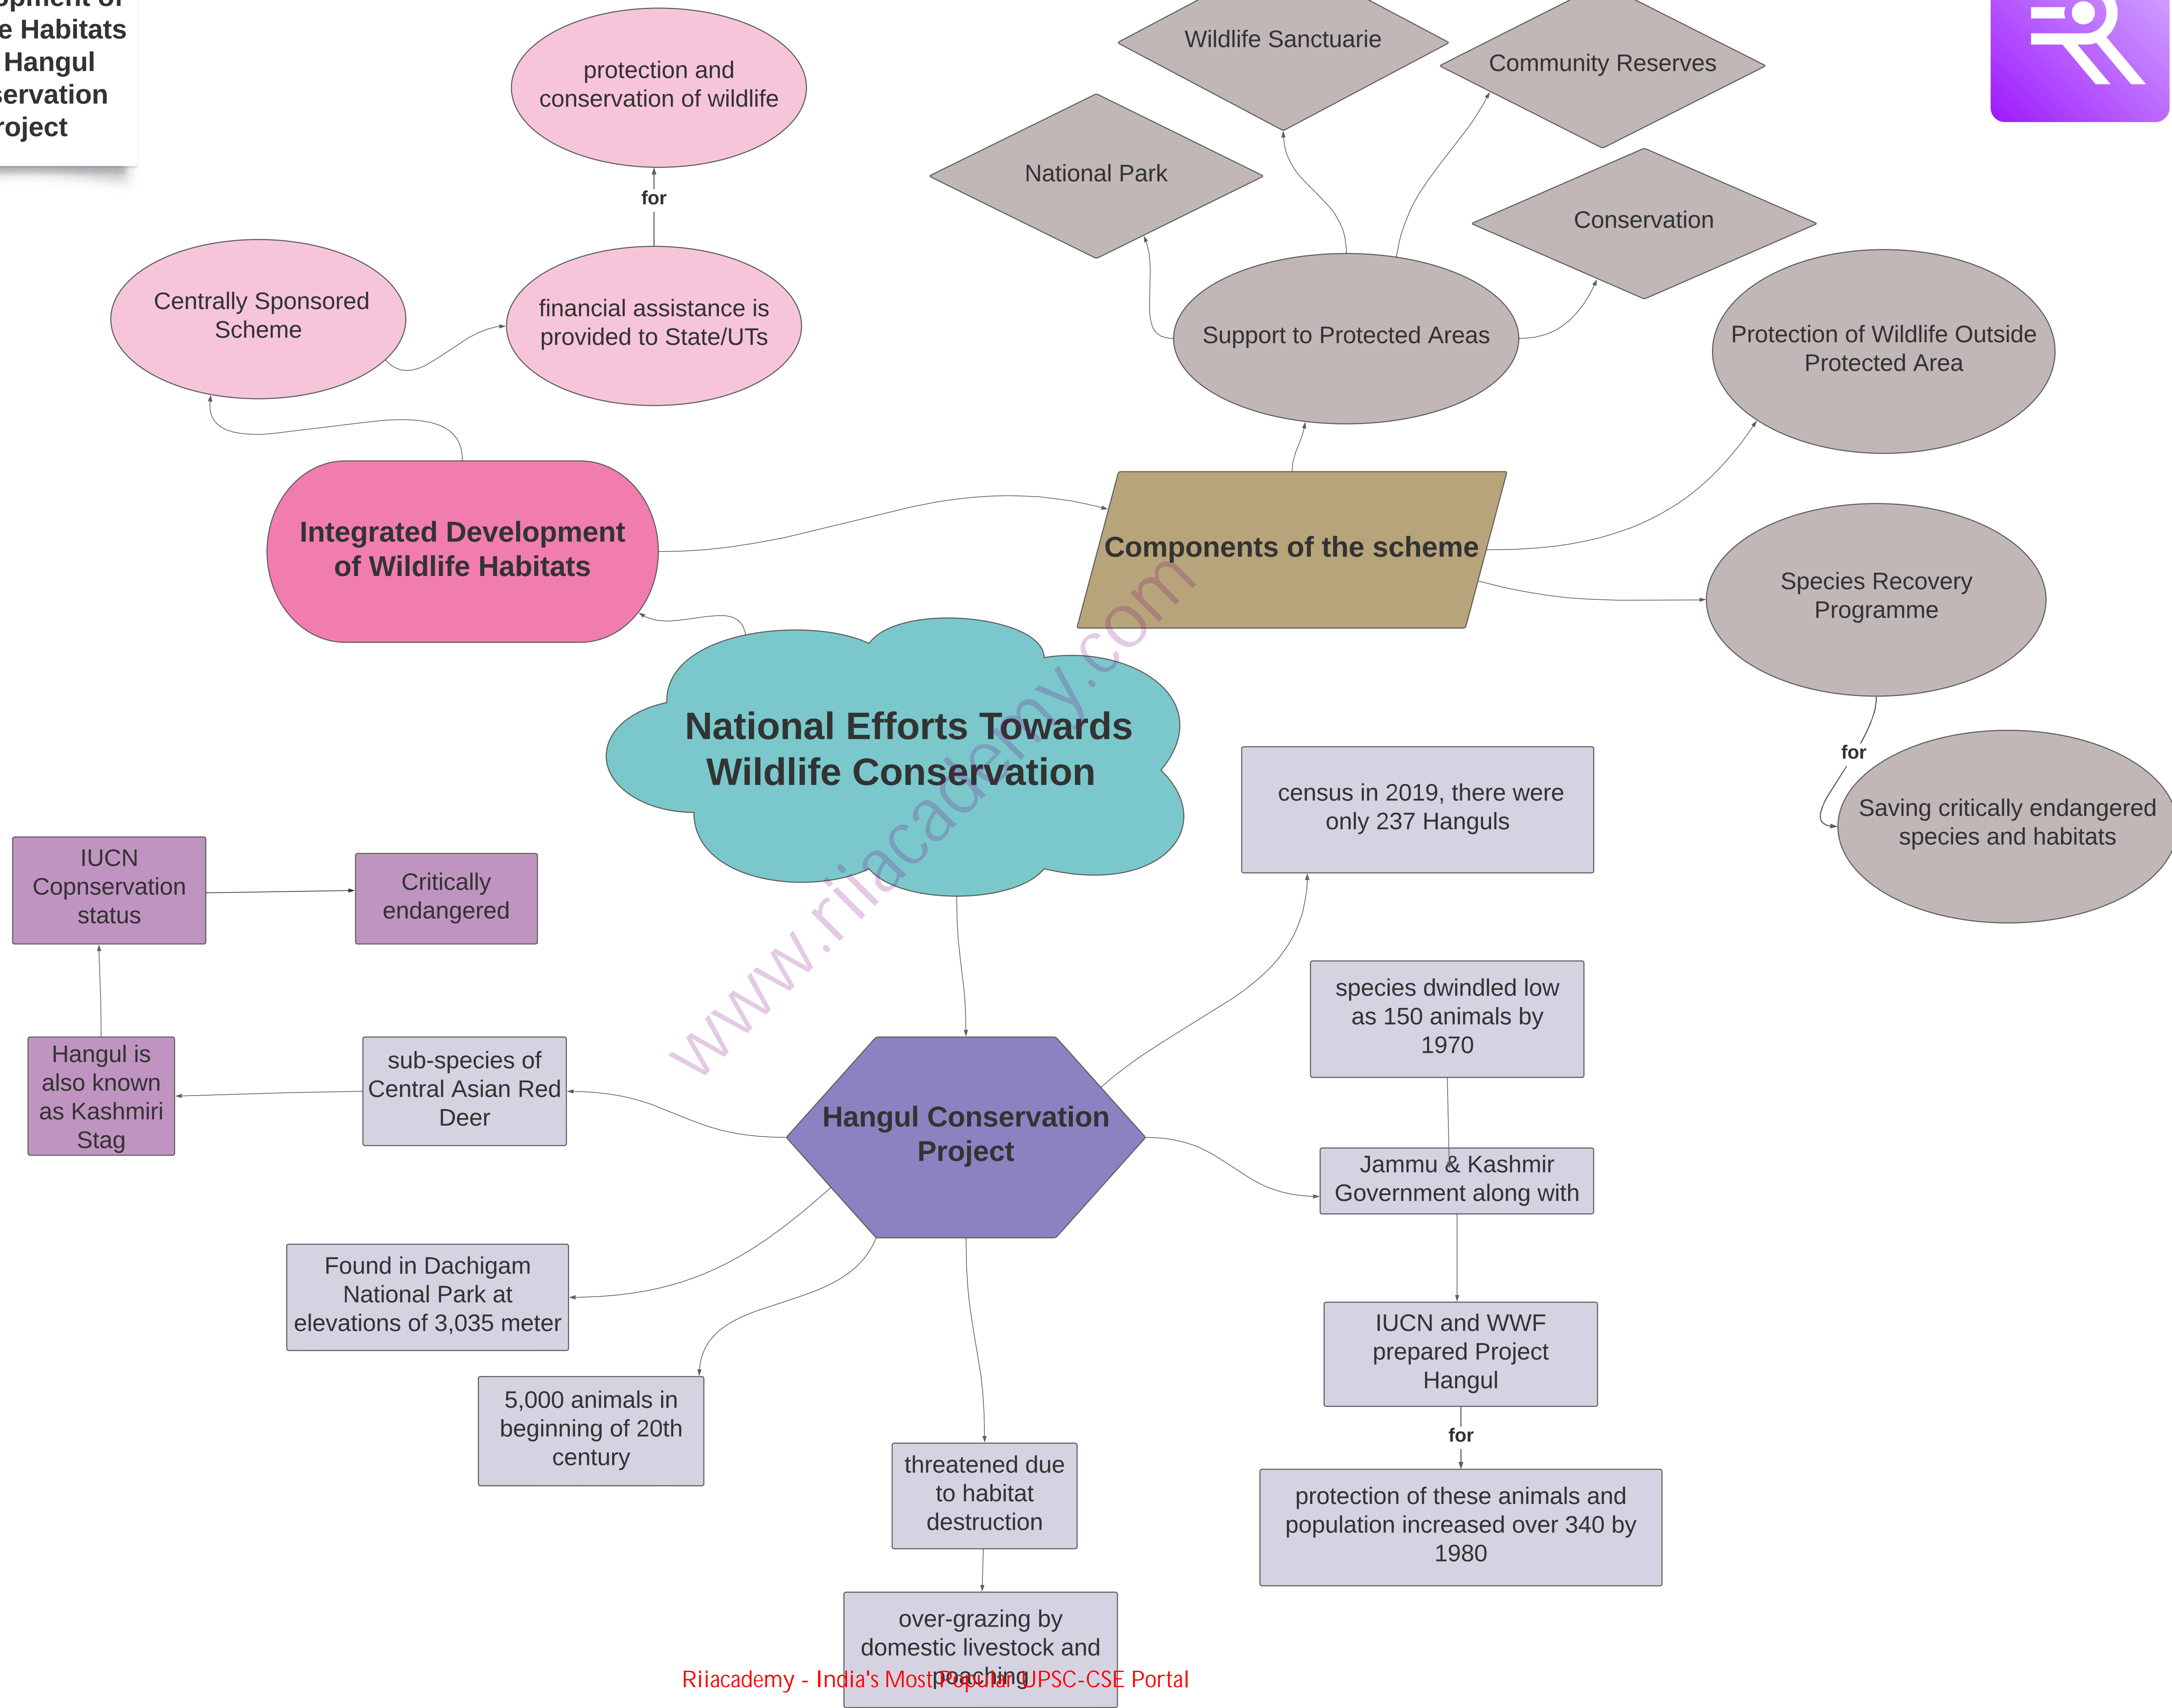 e Habitats
Hangul
servation
roject
protection and
conservation of wildlife
for
Centrally Sponsored
Scheme
financial assistance is
provided to State/UTs
Wildlife Sanctuarie
Community Reserves
National Park
Conservation
Support to Protected Areas
Protection of Wildlife Outside
Protected Area
Integrated Development
of Wildlife Habitats
Components of the scheme
Species Recovery
Programme
for
Saving critically endangered
species and habitats
National Efforts Towards
Wildlife Conservation
www.riiacademy.com
census in 2019, there were
only 237 Hanguls
IUCN
Copnservation
status
Critically
endangered
species dwindled low
as 150 animals by
1970
Hangul is
also known
as Kashmiri
Stag
sub-species of
Central Asian Red
Deer
Hangul Conservation
Project
Jammu & Kashmir
Government along with
Found in Dachigam
National Park at
elevations of 3,035 meter
IUCN and WWF
prepared Project
Hangul
for
5,000 animals in
beginning of 20th
century
threatened due
to habitat
destruction
protection of these animals and
population increased over 340 by
1980
over-grazing by
domestic livestock and
poaching
Riiacademy - India's Most Popular UPSC-CSE Portal